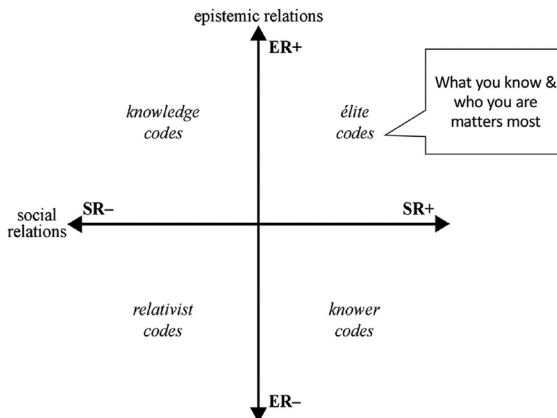 epistemic relations
ER+
What you know &
who you are
matters most
knowledge
codes
élite
codes
SR–
SR+
social
relations
relativist
codes
knower
codes
ER–